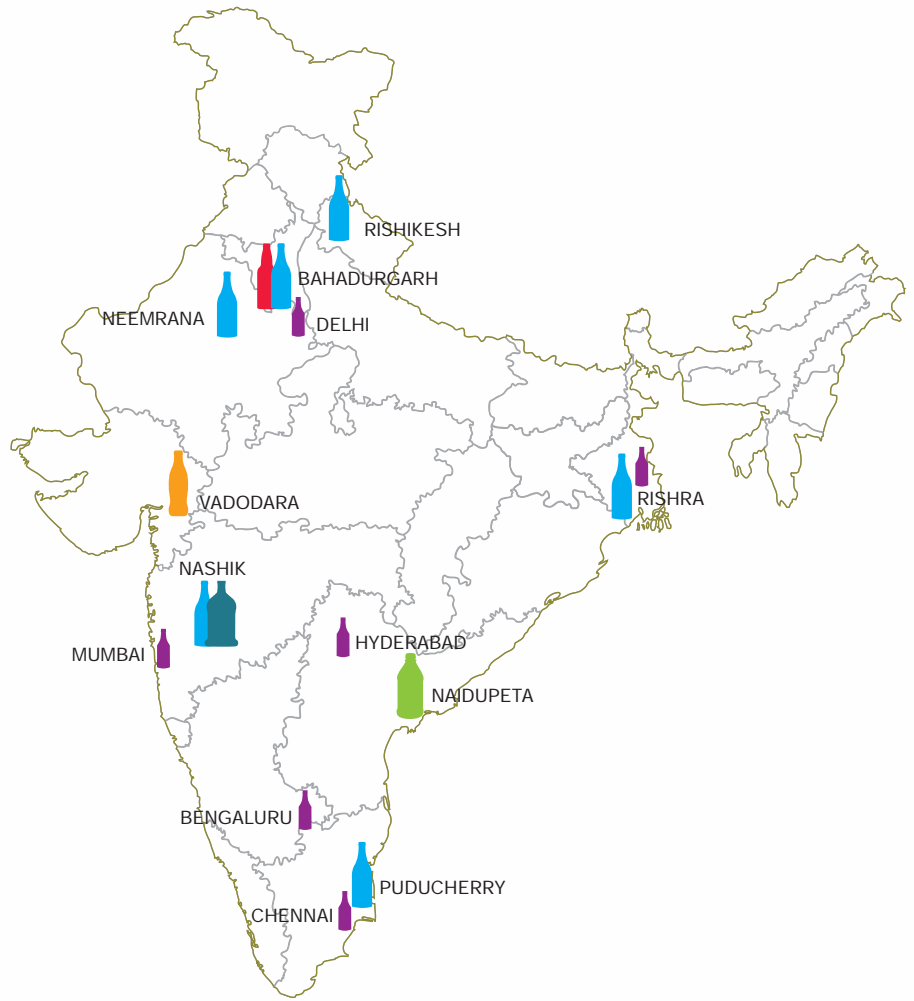 RISHIKESH
BAHADURGARH
NEEMRANA
DELHI
RISHRA
VADODARA
NASHIK
MUMBAI
HYDERABAD
NAIDUPETA
BENGALURU
PUDUCHERRY
CHENNAI